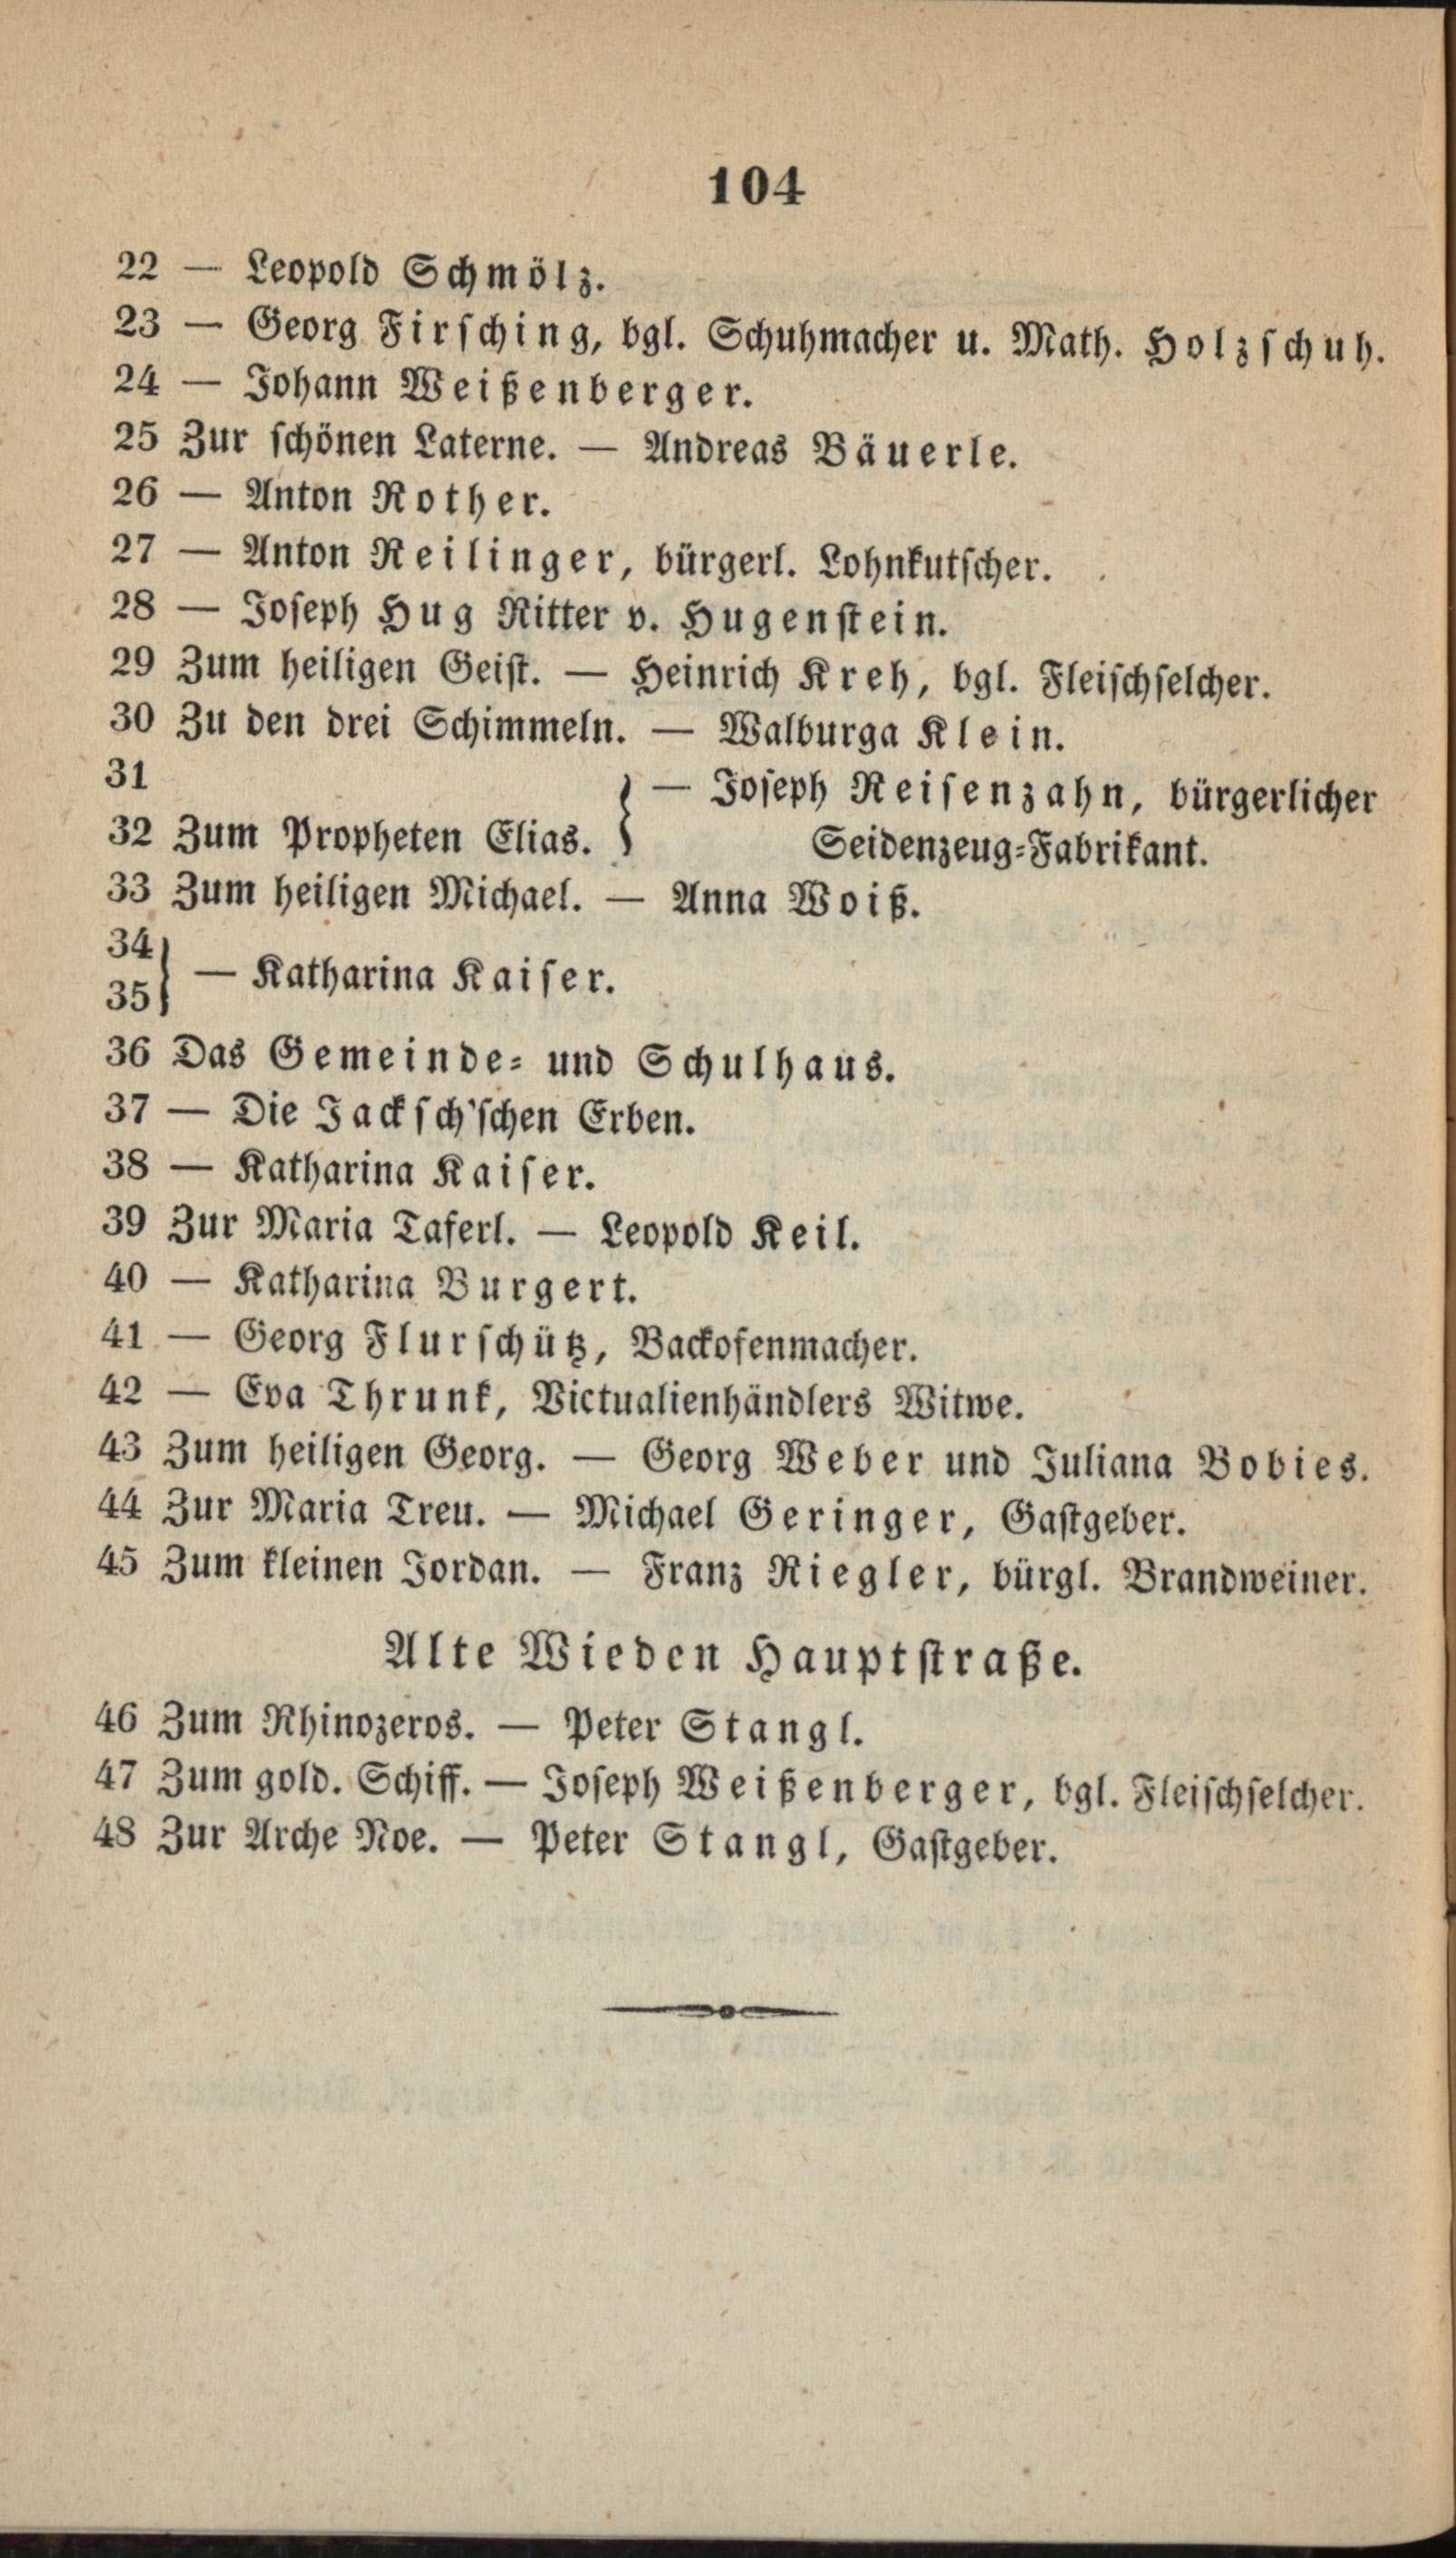 104
22 — Leopold Schmölz.
23 — Georg Firsching, bgl. Schuhmacher u. Math. Holzschuh.
24 — Johann Weißenberger.
25 Zur schönen Laterne. — Andreas Bäuerle.
26 — Anton Rother.
27 — Anton Reilinger, bürgerl. Lohnkutscher.
28 — Joseph Hug Ritter v. Hugenstein.
29 Zum heiligen Geist. — Heinrich Kreh, bgl. Fleischselcher.
30 Zu den drei Schimmeln. — Walburga Klein.
31 } — Joseph Reisenzahn, bürgerlicher
32 Zum Propheten Elias. } Seidenzeug-Fabrikant.
33 Zum heiligen Michael. — Anna Woiß.
34
35} — Katharina Kaiser.
36 Das Gemeinde- und Schulhaus.
37 — Die Jacksch'schen Erben.
38 — Katharina Kaiser.
39 Zur Maria Taferl. — Leopold Keil.
40 — Katharina Burgert.
41 — Georg Flurschütz, Backofenmacher.
42 — Eva Thrunk, Victualienhändlers Witwe.
43 Zum heiligen Georg. — Georg Weber und Juliana Bobies.
44 Zur Maria Treu. — Michael Geringer, Gastgeber.
45 Zum kleinen Jordan. — Franz Riegler, bürgl. Brandweiner.
Alte Wieden Hauptstraße.
46 Zum Rhinozeros. — Peter Stangl.
47 Zum gold. Schiff. — Joseph Weißenberger, bgl. Fleischselcher.
48 Zur Arche Noe. — Peter Stangl, Gastgeber.